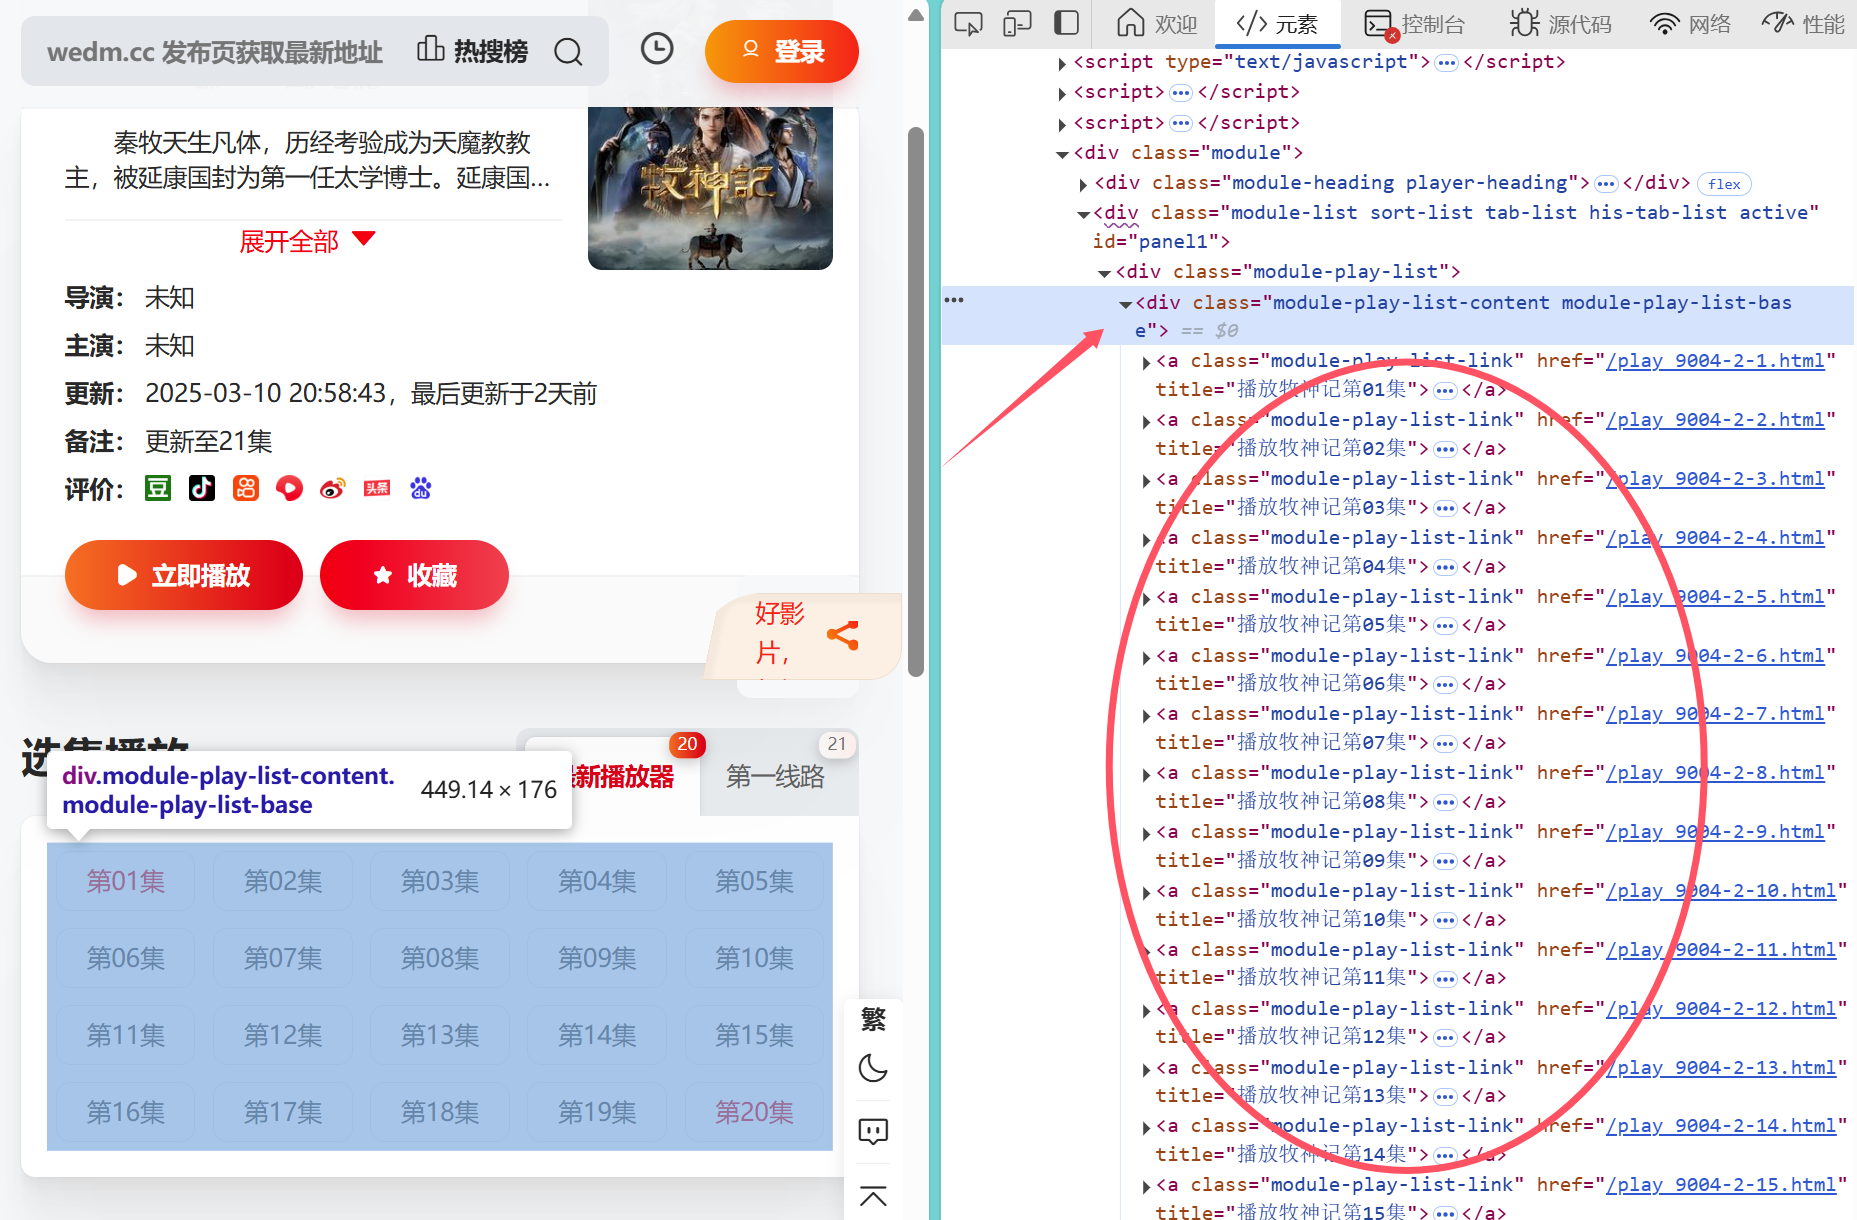 wedm.cc 发布页获取最新地址
热搜榜
登录
秦牧天生凡体，历经考验成为天魔教教
主，被延康国封为第一任太学博士。延康国...
牧神記
展开全部
导演： 未知
主演： 未知
更新： 2025-03-10 20:58:43，最后更新于2天前
备注： 更新至21集
评价： 豆 头条 du
立即播放
收藏
好影
片，
选集播放
新播放器 20
第一线路 21
div.module-play-list-content.
module-play-list-base
449.14 × 176
第01集 第02集 第03集 第04集 第05集
第06集 第07集 第08集 第09集 第10集
第11集 第12集 第13集 第14集 第15集
第16集 第17集 第18集 第19集 第20集
繁
欢迎 </> 元素 控制台 源代码 网络 性能
<script type="text/javascript">…</script>
<script>…</script>
<script>…</script>
<div class="module">
<div class="module-heading player-heading">…</div> flex
<div class="module-list sort-list tab-list his-tab-list active"
id="panel1">
<div class="module-play-list">
… <div class="module-play-list-content module-play-list-bas
e"> == $0
<a class="module-play-list-link" href="/play_9004-2-1.html"
title="播放牧神记第01集">…</a>
<a class="module-play-list-link" href="/play_9004-2-2.html"
title="播放牧神记第02集">…</a>
<a class="module-play-list-link" href="/play_9004-2-3.html"
title="播放牧神记第03集">…</a>
<a class="module-play-list-link" href="/play_9004-2-4.html"
title="播放牧神记第04集">…</a>
<a class="module-play-list-link" href="/play_9004-2-5.html"
title="播放牧神记第05集">…</a>
<a class="module-play-list-link" href="/play_9004-2-6.html"
title="播放牧神记第06集">…</a>
<a class="module-play-list-link" href="/play_9004-2-7.html"
title="播放牧神记第07集">…</a>
<a class="module-play-list-link" href="/play_9004-2-8.html"
title="播放牧神记第08集">…</a>
<a class="module-play-list-link" href="/play_9004-2-9.html"
title="播放牧神记第09集">…</a>
<a class="module-play-list-link" href="/play_9004-2-10.html"
title="播放牧神记第10集">…</a>
<a class="module-play-list-link" href="/play_9004-2-11.html"
title="播放牧神记第11集">…</a>
<a class="module-play-list-link" href="/play_9004-2-12.html"
title="播放牧神记第12集">…</a>
<a class="module-play-list-link" href="/play_9004-2-13.html"
title="播放牧神记第13集">…</a>
<a class="module-play-list-link" href="/play_9004-2-14.html"
title="播放牧神记第14集">…</a>
<a class="module-play-list-link" href="/play_9004-2-15.html"
title="播放牧神记第15集">…</a>